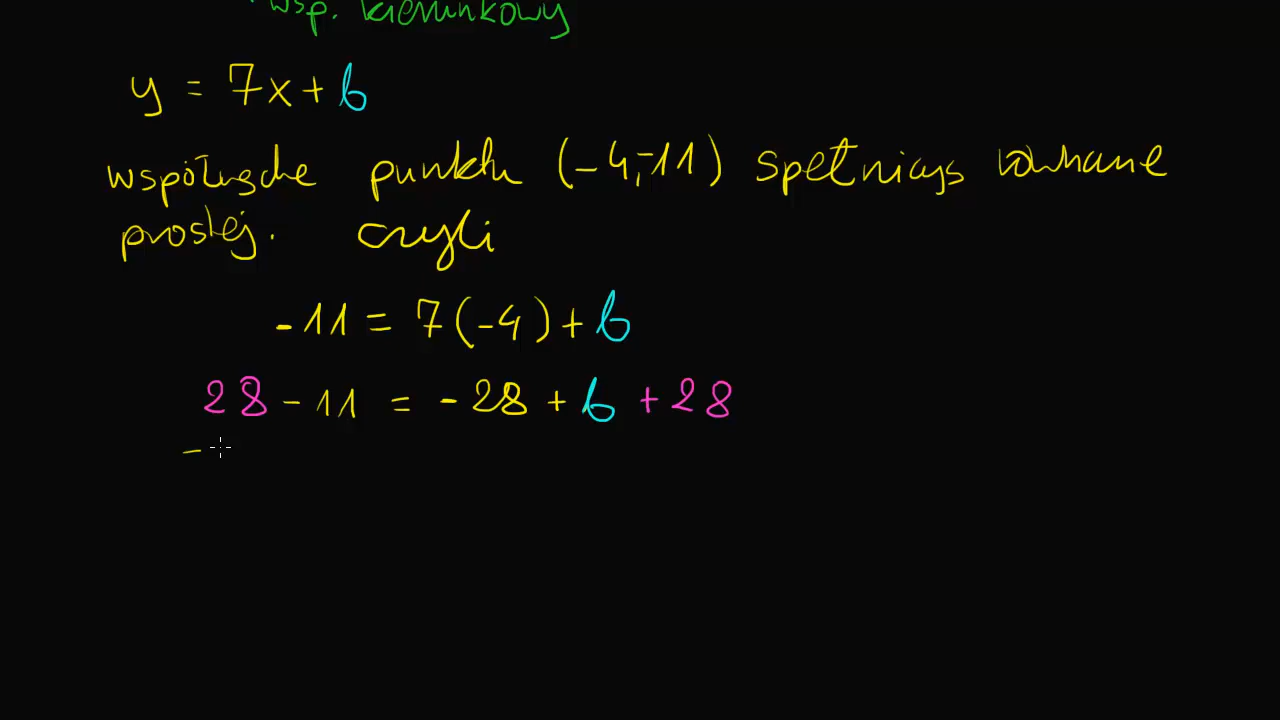 wsp. kierunkowy
y = 7x + b
współrzędne punktu (-4,-11) spełniają równanie
prostej. czyli
-11 = 7(-4) + b
28 - 11 = -28 + b + 28
-